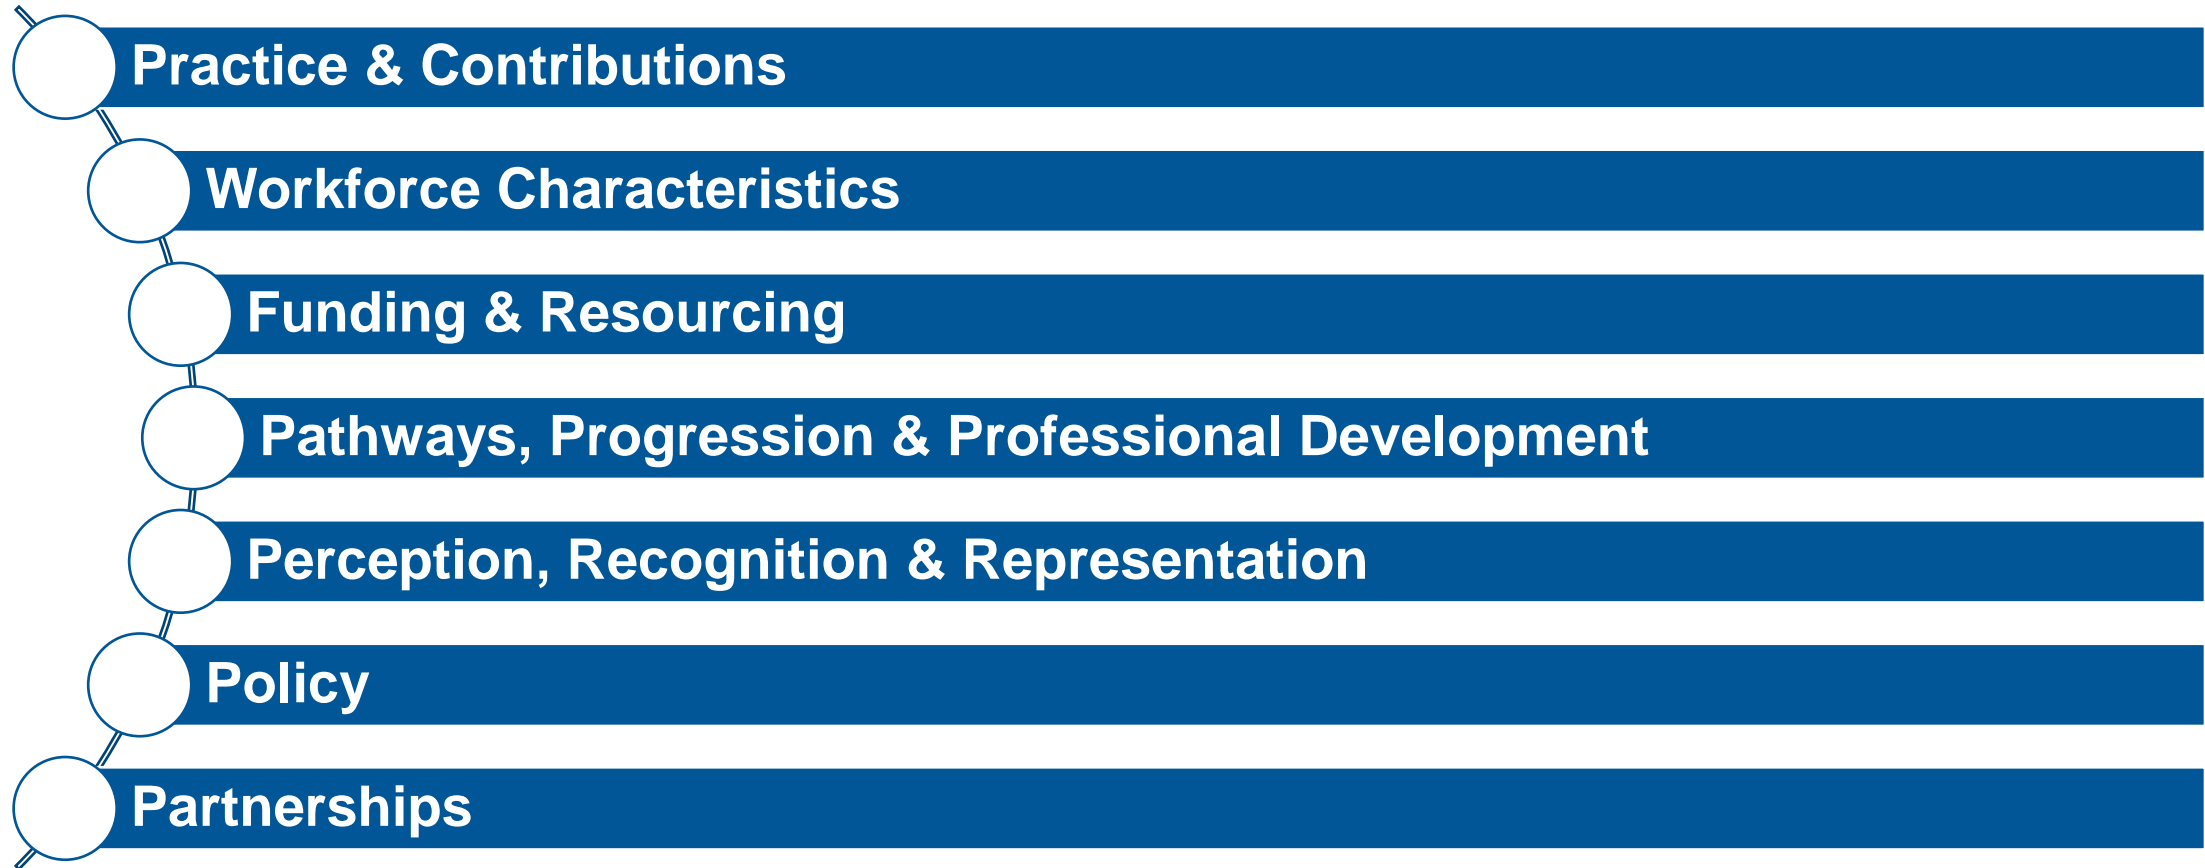 Practice & Contributions
Workforce Characteristics
Funding & Resourcing
Pathways, Progression & Professional Development
Perception, Recognition & Representation
Policy
Partnerships